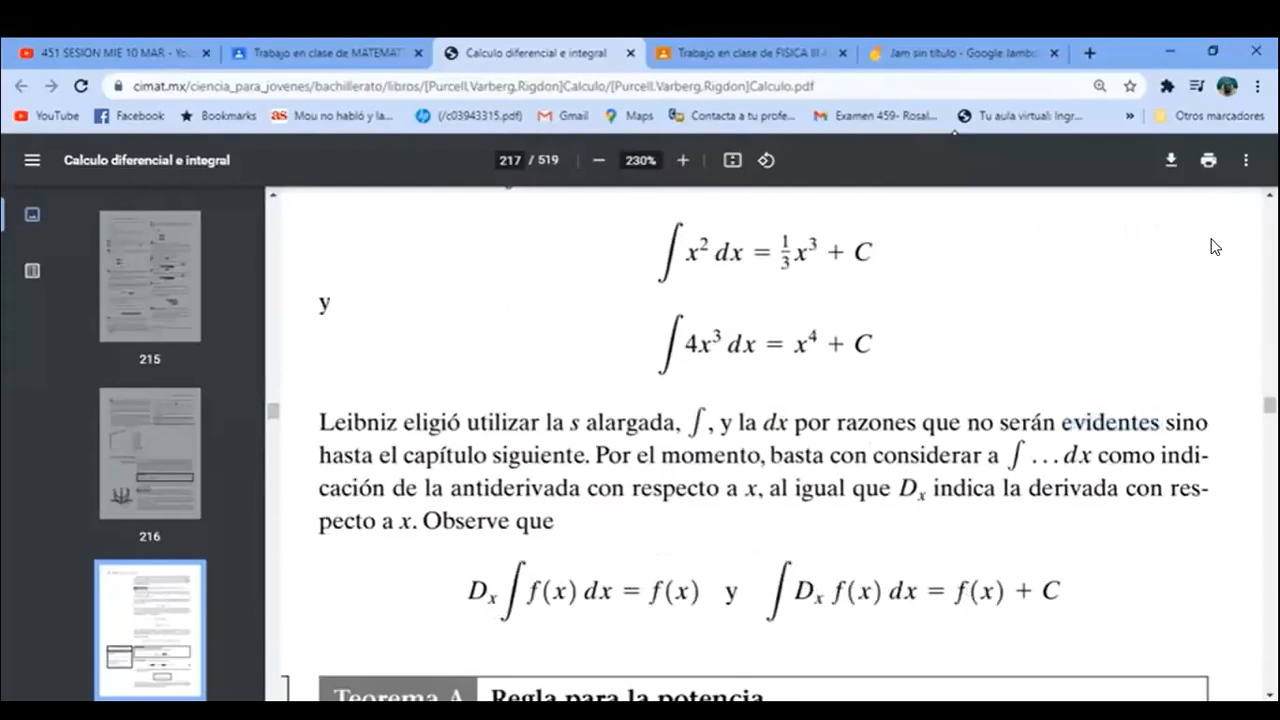 451 SESION MIE 10 MAR - Yo
Trabajo en clase de MATEMAT
Calculo diferencial e integral
Trabajo en clase de FISICA III
Jam sin título - Google Jamb
cimat.mx/ciencia_para_jovenes/bachillerato/libros/[Purcell.Varberg.Rigdon]Calculo/[Purcell.Varberg.Rigdon]Calculo.pdf
YouTube Facebook Bookmarks as Mou no habló y la... (/c03943315.pdf) Gmail Maps Contacta a tu profe... Examen 459- Rosal... Tu aula virtual: Ingr... » Otros marcadores
Calculo diferencial e integral 217 / 519 − 230% +
215
216
∫ x² dx = ⅓x³ + C
y
∫ 4x³ dx = x⁴ + C
Leibniz eligió utilizar la s alargada, ∫, y la dx por razones que no serán evidentes sino
hasta el capítulo siguiente. Por el momento, basta con considerar a ∫ ... dx como indi-
cación de la antiderivada con respecto a x, al igual que Dₓ indica la derivada con res-
pecto a x. Observe que
Dₓ ∫ f(x) dx = f(x) y ∫ Dₓ f(x) dx = f(x) + C
Teorema A Regla para la potencia